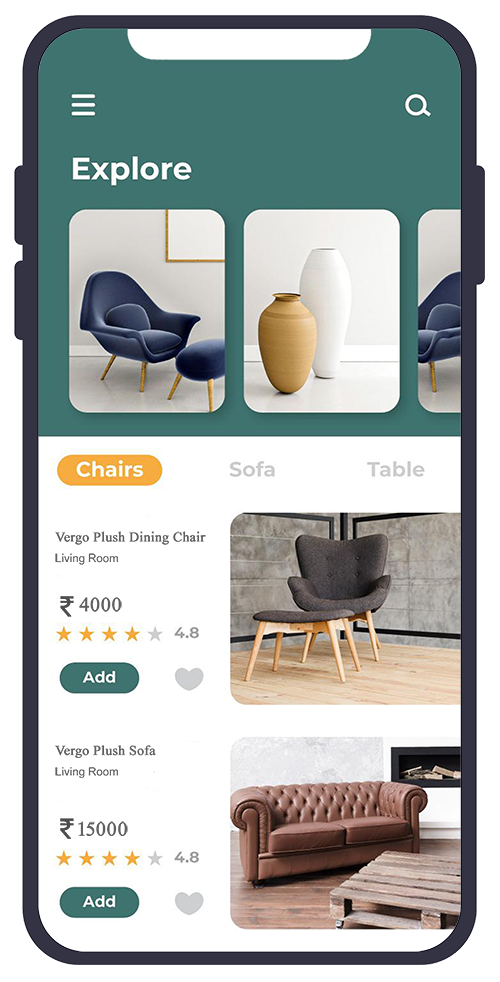 Explore
Chairs Sofa Table
Vergo Plush Dining Chair
Living Room
₹ 4000
4.8
Add
Vergo Plush Sofa
Living Room
₹ 15000
4.8
Add